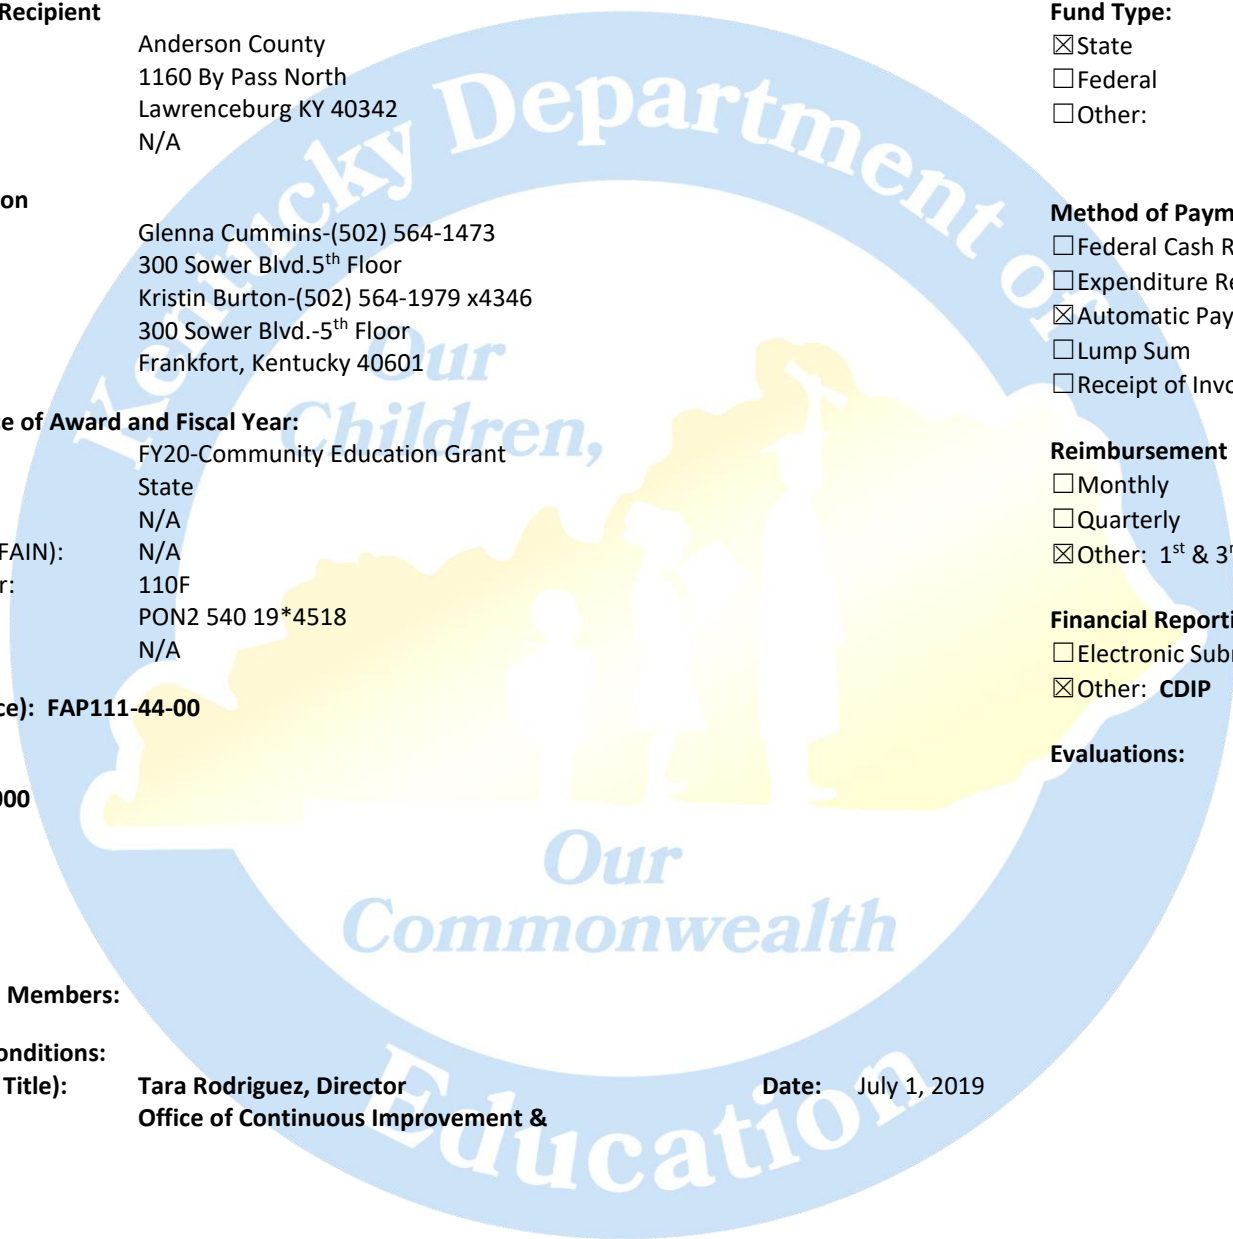 Recipient
Anderson County
1160 By Pass North
Lawrenceburg KY 40342
N/A
on
Glenna Cummins-(502) 564-1473
300 Sower Blvd.5th Floor
Kristin Burton-(502) 564-1979 x4346
300 Sower Blvd.-5th Floor
Frankfort, Kentucky 40601
e of Award and Fiscal Year:
FY20-Community Education Grant
State
N/A
FAIN): N/A
r: 110F
PON2 540 19*4518
N/A
ce): FAP111-44-00
000
Members:
onditions:
Title): Tara Rodriguez, Director Date: July 1, 2019
Office of Continuous Improvement &
Fund Type:
☒State
☐Federal
☐Other:
Method of Paym
☐Federal Cash R
☐Expenditure Re
☒Automatic Pay
☐Lump Sum
☐Receipt of Invo
Reimbursement
☐Monthly
☐Quarterly
☒Other: 1st & 3r
Financial Reporti
☐Electronic Sub
☒Other: CDIP
Evaluations:
Kentucky Department of
Education
Our
Children,
Our
Commonwealth